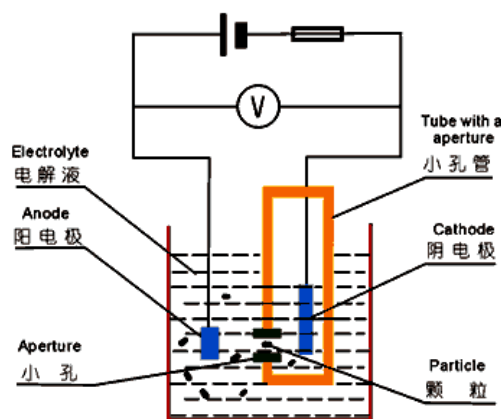 V
Tube with a
aperture
小孔管
Electrolyte
电解液
Anode
阳电极
Cathode
阴电极
Aperture
小孔
Particle
颗粒